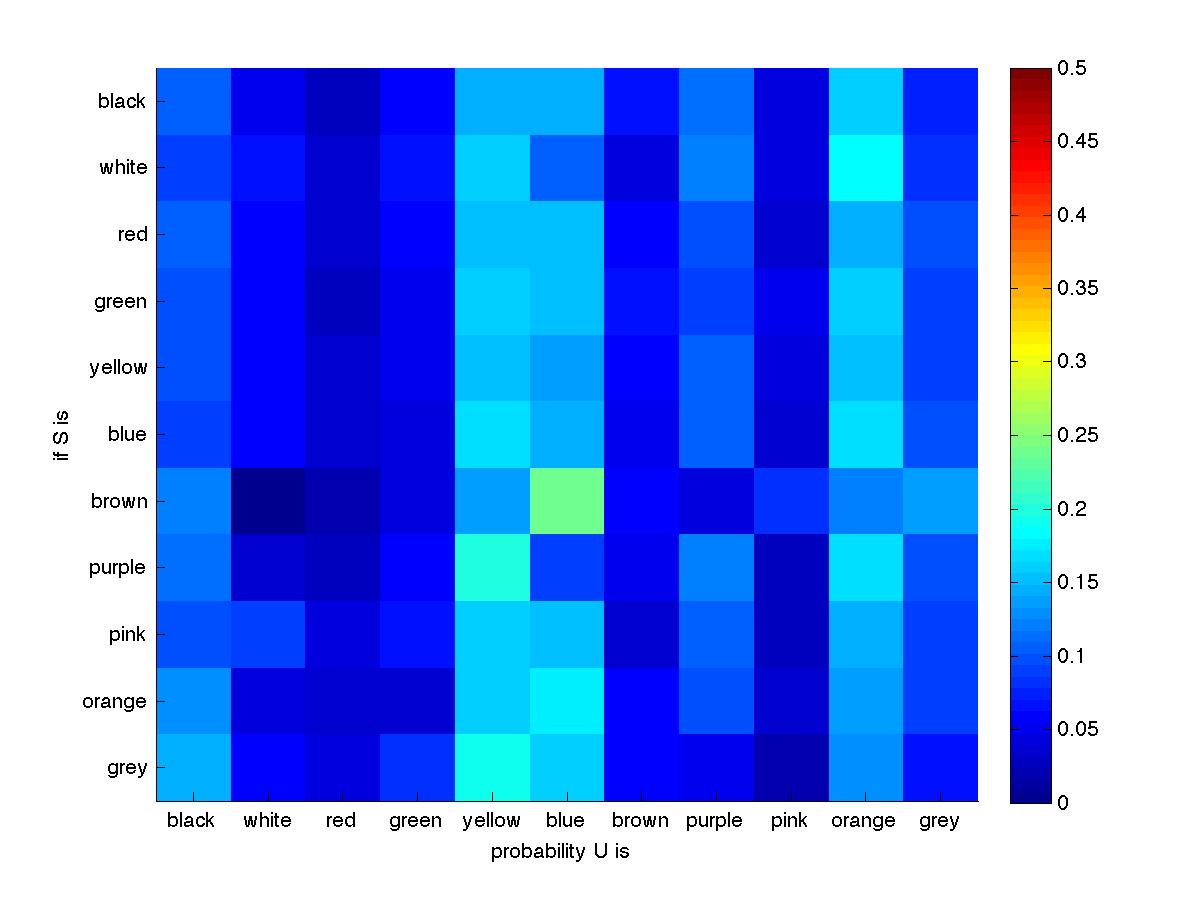 if S is
black
white
red
green
yellow
blue
brown
purple
pink
orange
grey
black white red green yellow blue brown purple pink orange grey
probability U is
0.5
0.45
0.4
0.35
0.3
0.25
0.2
0.15
0.1
0.05
0